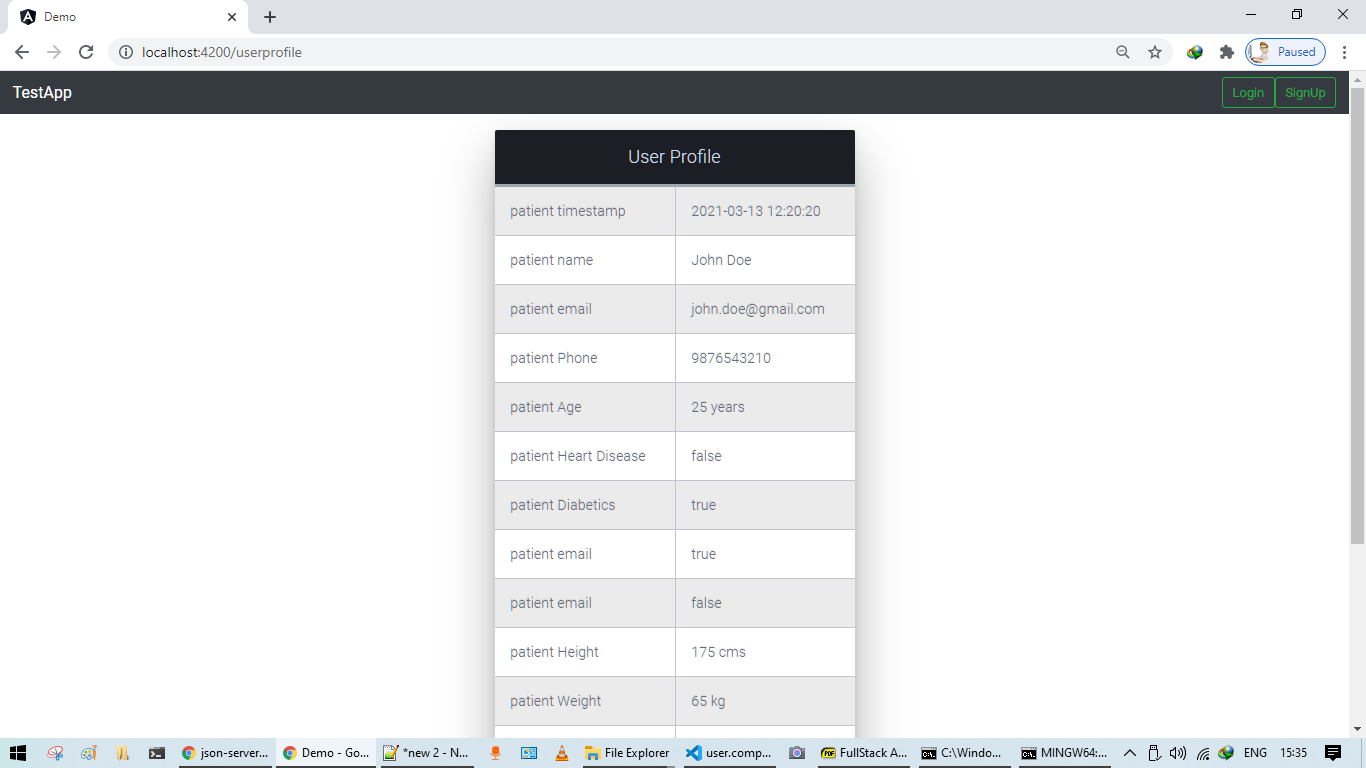 Demo
localhost:4200/userprofile
Paused
TestApp
Login
SignUp
User Profile
patient timestamp 2021-03-13 12:20:20
patient name John Doe
patient email john.doe@gmail.com
patient Phone 9876543210
patient Age 25 years
patient Heart Disease false
patient Diabetics true
patient email true
patient email false
patient Height 175 cms
patient Weight 65 kg
json-server...
Demo - Go...
*new 2 - N...
File Explorer
user.comp...
PDF
FullStack A...
C:\Windo...
MINGW64:...
ENG
15:35